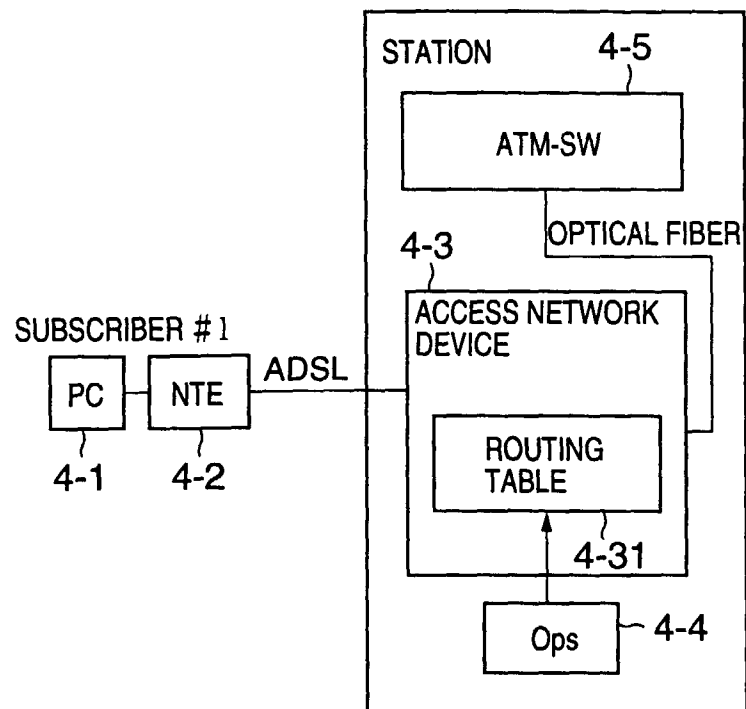 STATION
4-5
ATM-SW
OPTICAL FIBER
4-3
ACCESS NETWORK
DEVICE
SUBSCRIBER #1
ADSL
PC
NTE
4-1
4-2
ROUTING
TABLE
4-31
Ops
4-4